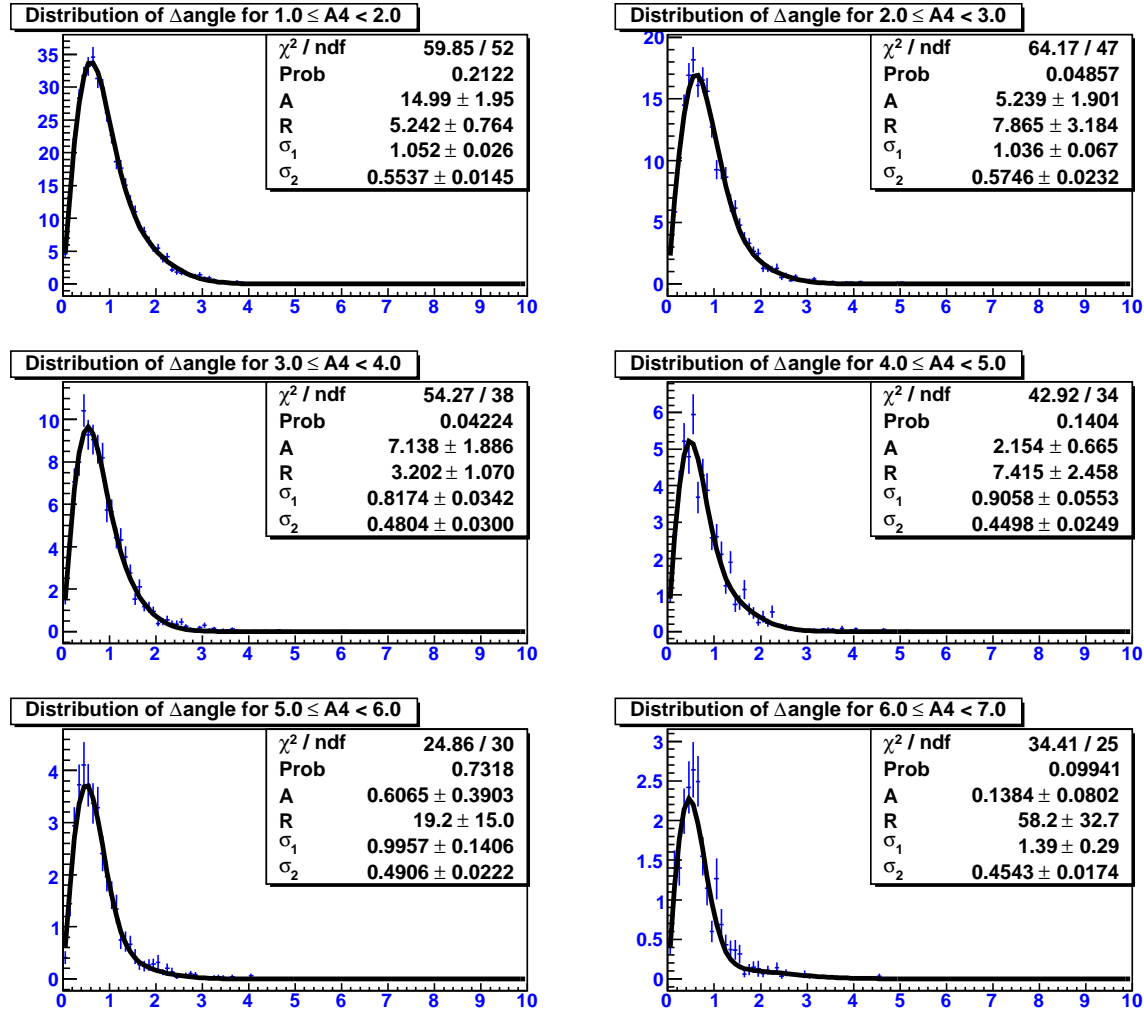 Distribution of Δangle for 1.0 ≤ A4 < 2.0
χ² / ndf 59.85 / 52
Prob 0.2122
A 14.99 ± 1.95
R 5.242 ± 0.764
σ₁ 1.052 ± 0.026
σ₂ 0.5537 ± 0.0145
35
30
25
20
15
10
5
0
0 1 2 3 4 5 6 7 8 9 10
Distribution of Δangle for 2.0 ≤ A4 < 3.0
χ² / ndf 64.17 / 47
Prob 0.04857
A 5.239 ± 1.901
R 7.865 ± 3.184
σ₁ 1.036 ± 0.067
σ₂ 0.5746 ± 0.0232
20
15
10
5
0
0 1 2 3 4 5 6 7 8 9 10
Distribution of Δangle for 3.0 ≤ A4 < 4.0
χ² / ndf 54.27 / 38
Prob 0.04224
A 7.138 ± 1.886
R 3.202 ± 1.070
σ₁ 0.8174 ± 0.0342
σ₂ 0.4804 ± 0.0300
10
8
6
4
2
0
0 1 2 3 4 5 6 7 8 9 10
Distribution of Δangle for 4.0 ≤ A4 < 5.0
χ² / ndf 42.92 / 34
Prob 0.1404
A 2.154 ± 0.665
R 7.415 ± 2.458
σ₁ 0.9058 ± 0.0553
σ₂ 0.4498 ± 0.0249
6
5
4
3
2
1
0
0 1 2 3 4 5 6 7 8 9 10
Distribution of Δangle for 5.0 ≤ A4 < 6.0
χ² / ndf 24.86 / 30
Prob 0.7318
A 0.6065 ± 0.3903
R 19.2 ± 15.0
σ₁ 0.9957 ± 0.1406
σ₂ 0.4906 ± 0.0222
4
3
2
1
0
0 1 2 3 4 5 6 7 8 9 10
Distribution of Δangle for 6.0 ≤ A4 < 7.0
χ² / ndf 34.41 / 25
Prob 0.09941
A 0.1384 ± 0.0802
R 58.2 ± 32.7
σ₁ 1.39 ± 0.29
σ₂ 0.4543 ± 0.0174
3
2.5
2
1.5
1
0.5
0
0 1 2 3 4 5 6 7 8 9 10